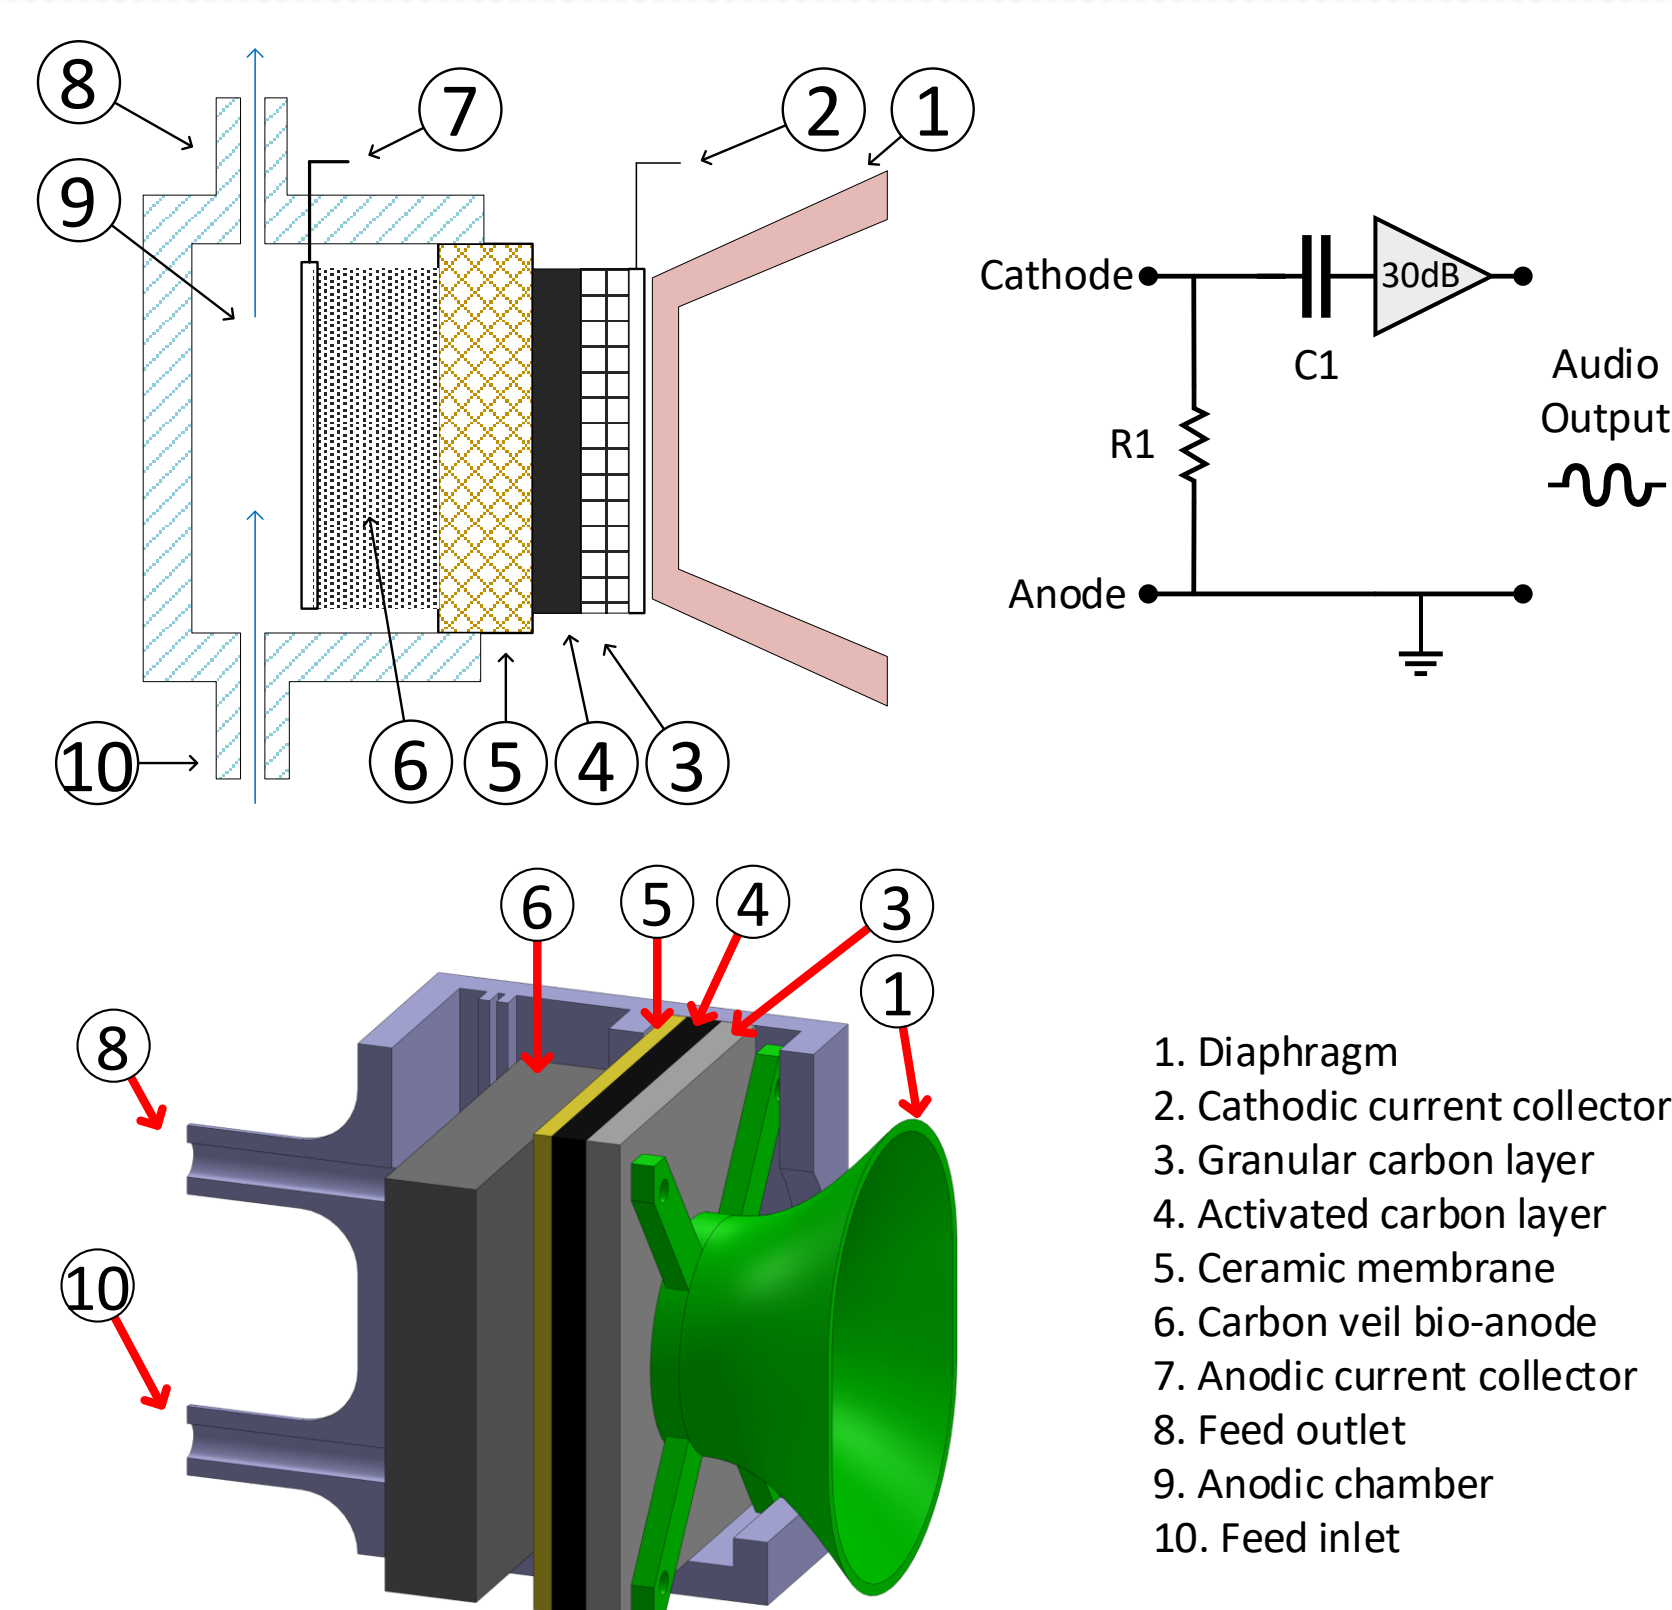 8
7
2
1
9
Cathode
30dB
C1
Audio
Output
R1
Anode
10
6
5
4
3
6
5
4
3
1
8
10
1. Diaphragm
2. Cathodic current collector
3. Granular carbon layer
4. Activated carbon layer
5. Ceramic membrane
6. Carbon veil bio-anode
7. Anodic current collector
8. Feed outlet
9. Anodic chamber
10. Feed inlet